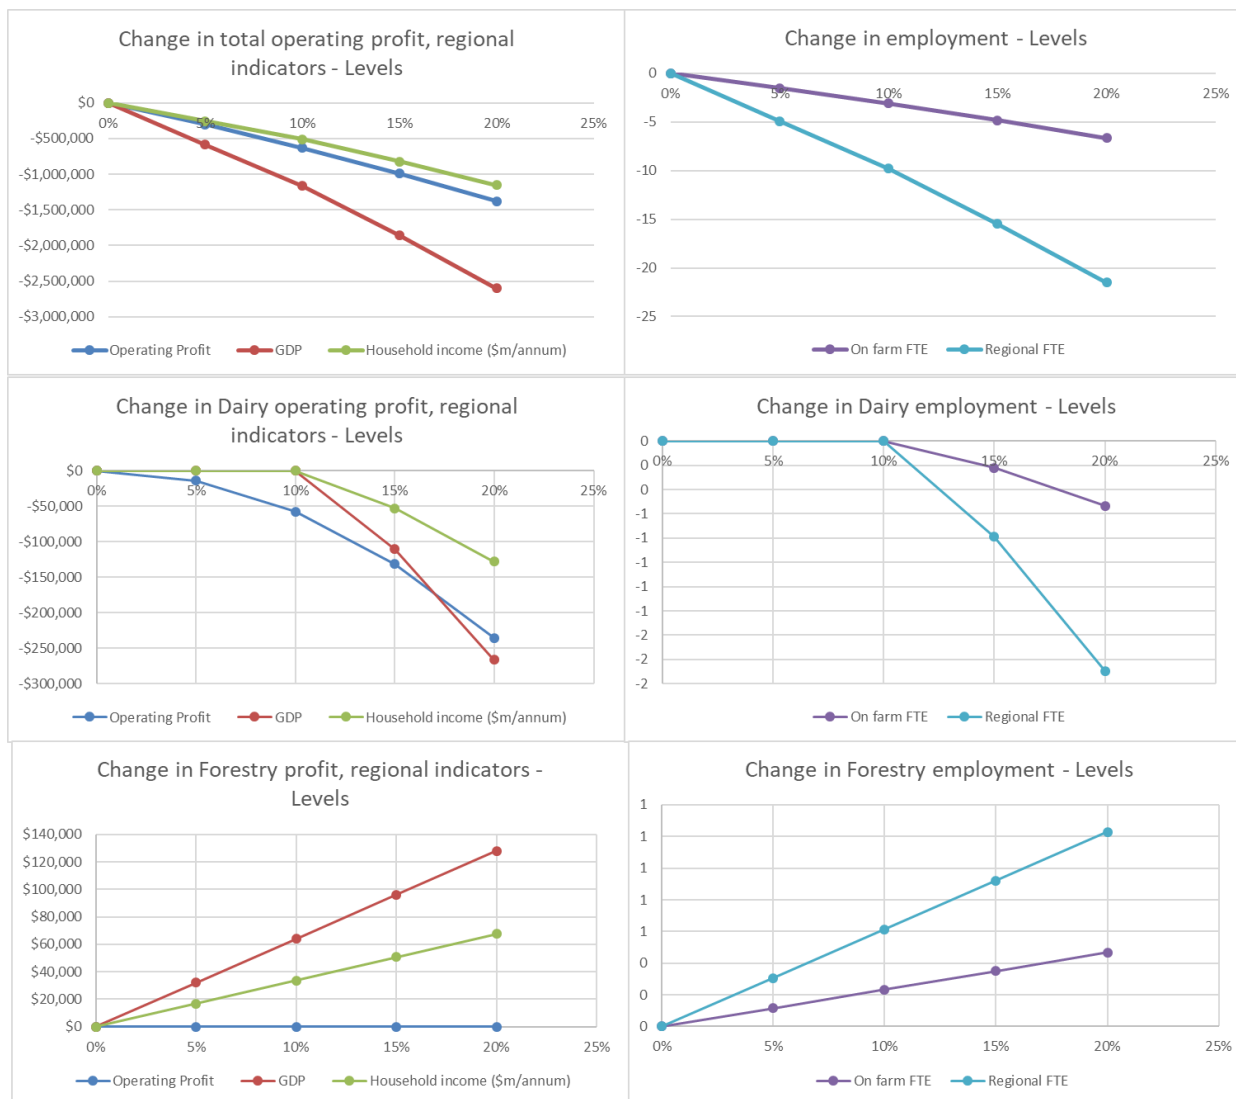 Change in total operating profit, regional
indicators - Levels
$0
-$500,000
-$1,000,000
-$1,500,000
-$2,000,000
-$2,500,000
-$3,000,000
0% 5% 10% 15% 20% 25%
Operating Profit GDP Household income ($m/annum)
Change in employment - Levels
0
-5
-10
-15
-20
-25
0% 5% 10% 15% 20% 25%
On farm FTE Regional FTE
Change in Dairy operating profit, regional
indicators - Levels
$0
-$50,000
-$100,000
-$150,000
-$200,000
-$250,000
-$300,000
0% 5% 10% 15% 20% 25%
Operating Profit GDP Household income ($m/annum)
Change in Dairy employment - Levels
0
0
0
-1
-1
-1
-1
-1
-2
-2
-2
0% 5% 10% 15% 20% 25%
On farm FTE Regional FTE
Change in Forestry profit, regional indicators -
Levels
$140,000
$120,000
$100,000
$80,000
$60,000
$40,000
$20,000
$0
0% 5% 10% 15% 20% 25%
Operating Profit GDP Household income ($m/annum)
Change in Forestry employment - Levels
1
1
1
1
1
0
0
0
0% 5% 10% 15% 20% 25%
On farm FTE Regional FTE